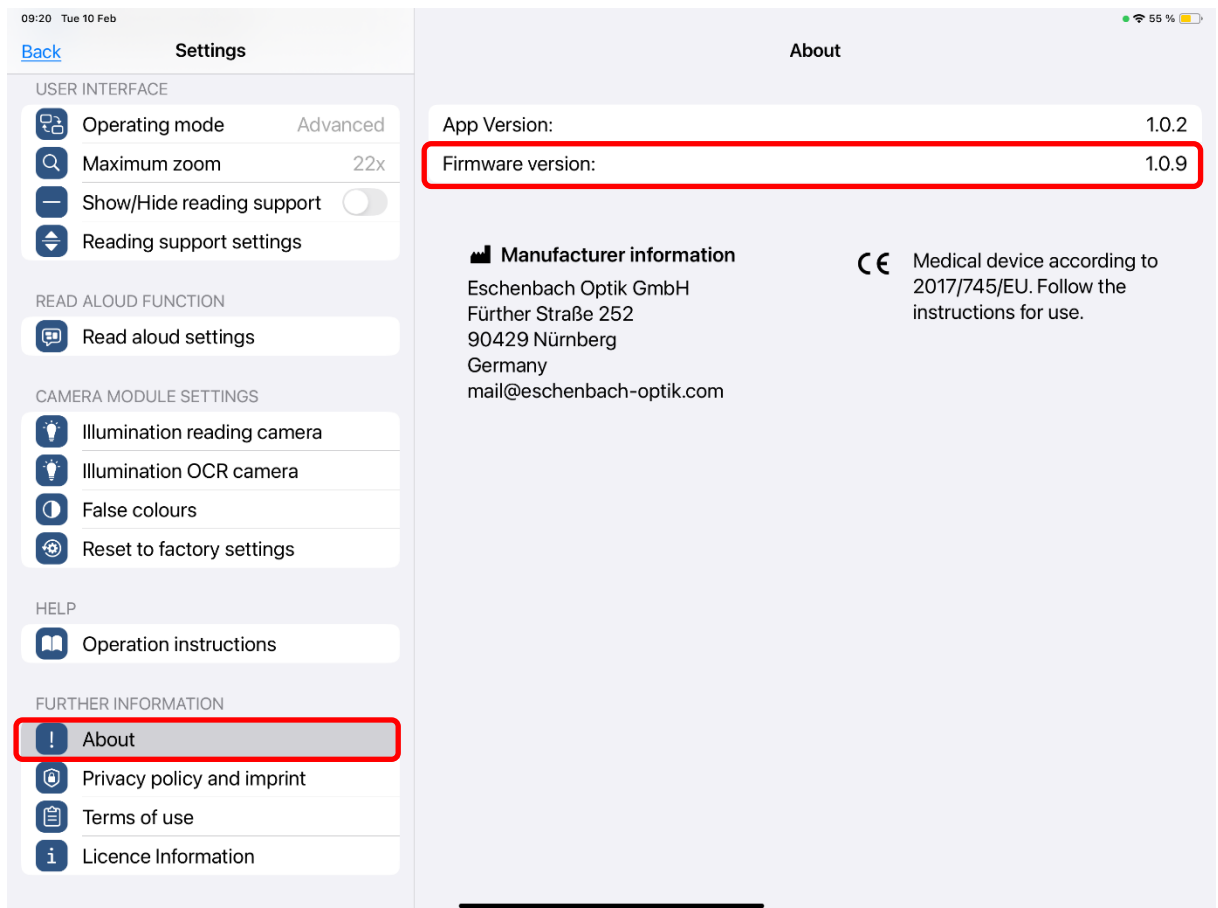 09:20 Tue 10 Feb
55 %
Back
Settings
About
USER INTERFACE
Operating mode Advanced
Maximum zoom 22x
Show/Hide reading support
Reading support settings
READ ALOUD FUNCTION
Read aloud settings
CAMERA MODULE SETTINGS
Illumination reading camera
Illumination OCR camera
False colours
Reset to factory settings
HELP
Operation instructions
FURTHER INFORMATION
About
Privacy policy and imprint
Terms of use
Licence Information
App Version: 1.0.2
Firmware version: 1.0.9
Manufacturer information
Eschenbach Optik GmbH
Fürther Straße 252
90429 Nürnberg
Germany
mail@eschenbach-optik.com
CE
Medical device according to
2017/745/EU. Follow the
instructions for use.